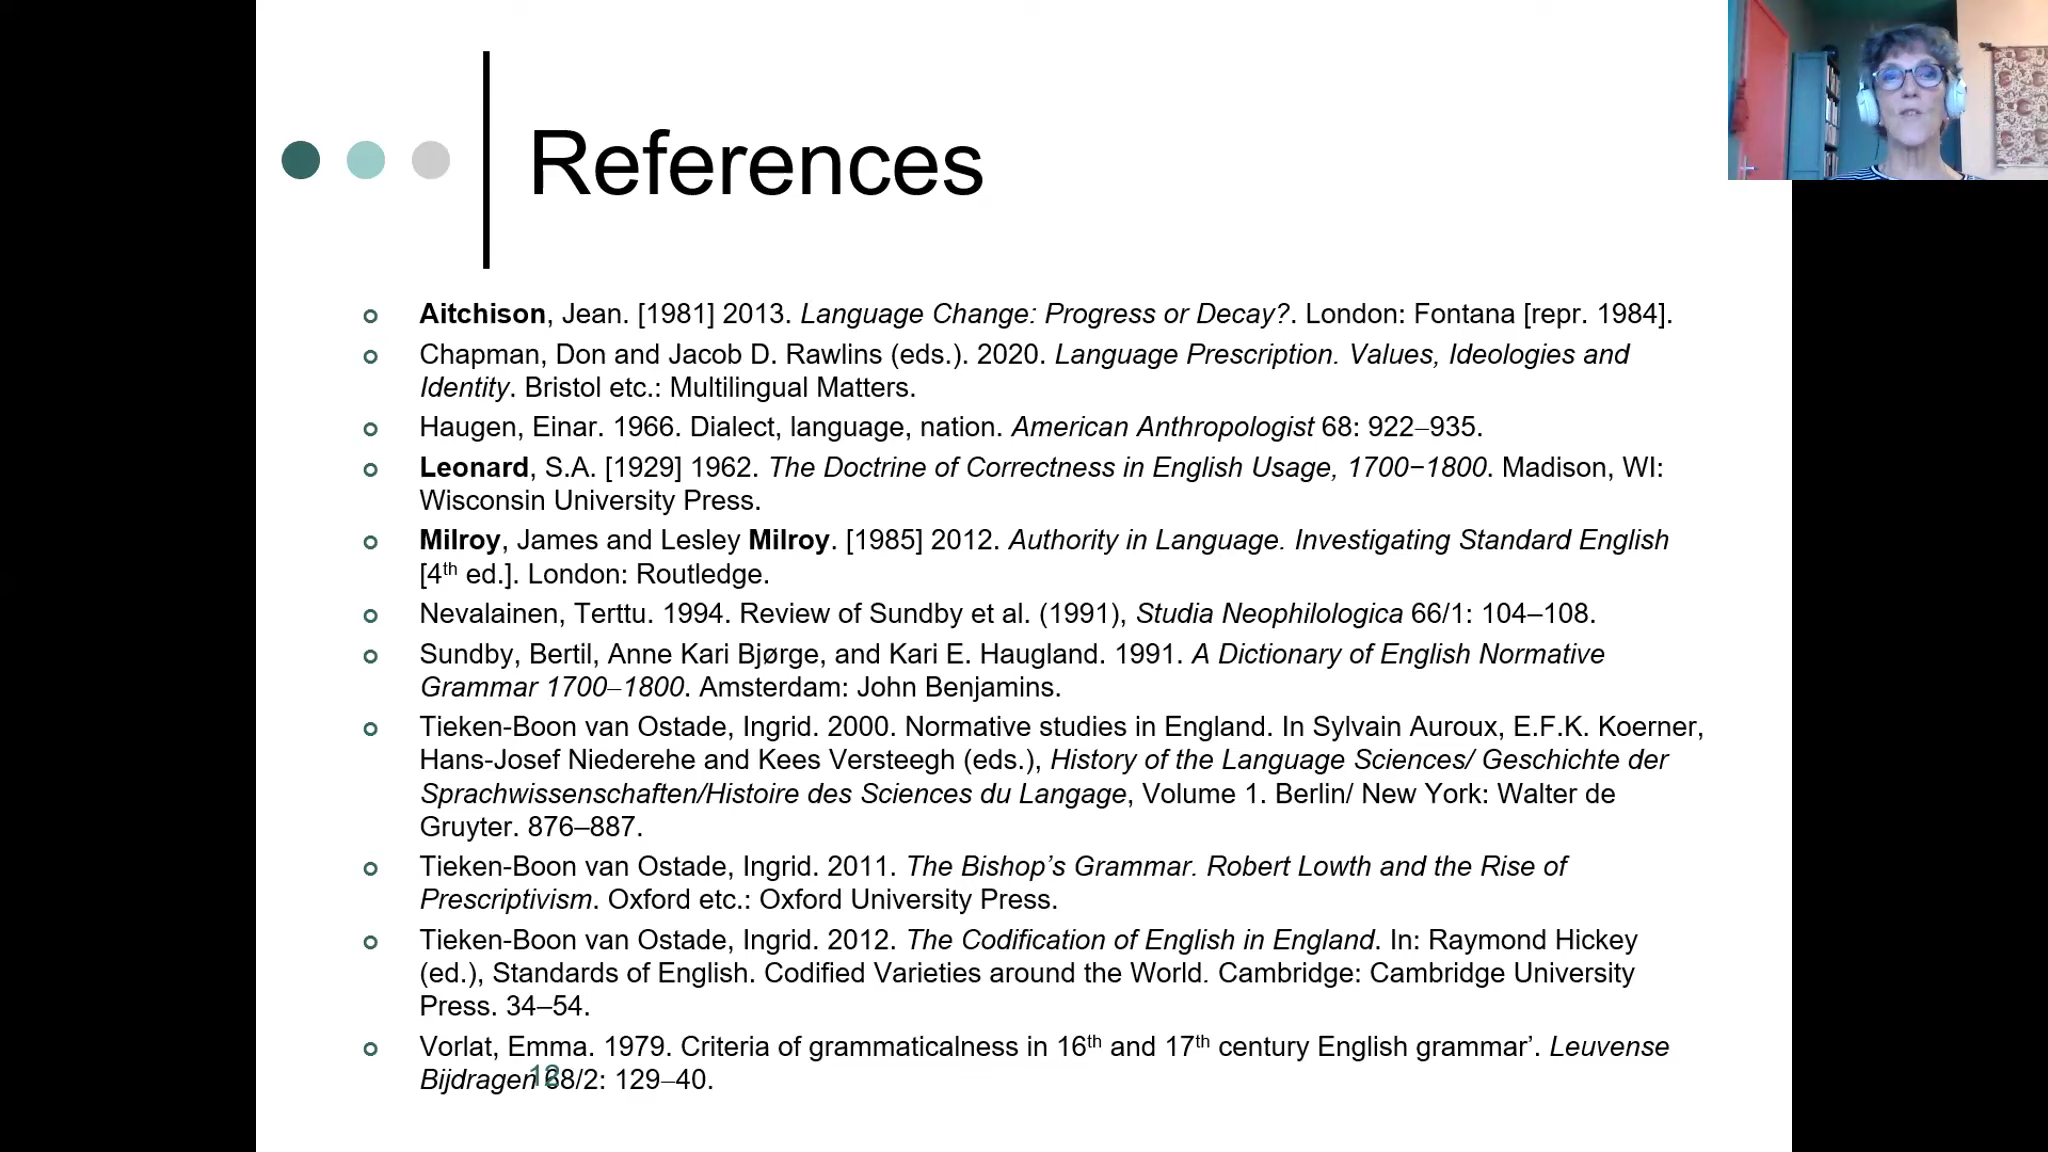 References
Aitchison, Jean. [1981] 2013. Language Change: Progress or Decay?. London: Fontana [repr. 1984].
Chapman, Don and Jacob D. Rawlins (eds.). 2020. Language Prescription. Values, Ideologies and
Identity. Bristol etc.: Multilingual Matters.
Haugen, Einar. 1966. Dialect, language, nation. American Anthropologist 68: 922–935.
Leonard, S.A. [1929] 1962. The Doctrine of Correctness in English Usage, 1700−1800. Madison, WI:
Wisconsin University Press.
Milroy, James and Lesley Milroy. [1985] 2012. Authority in Language. Investigating Standard English
[4th ed.]. London: Routledge.
Nevalainen, Terttu. 1994. Review of Sundby et al. (1991), Studia Neophilologica 66/1: 104–108.
Sundby, Bertil, Anne Kari Bjørge, and Kari E. Haugland. 1991. A Dictionary of English Normative
Grammar 1700–1800. Amsterdam: John Benjamins.
Tieken-Boon van Ostade, Ingrid. 2000. Normative studies in England. In Sylvain Auroux, E.F.K. Koerner,
Hans-Josef Niederehe and Kees Versteegh (eds.), History of the Language Sciences/ Geschichte der
Sprachwissenschaften/Histoire des Sciences du Langage, Volume 1. Berlin/ New York: Walter de
Gruyter. 876–887.
Tieken-Boon van Ostade, Ingrid. 2011. The Bishop’s Grammar. Robert Lowth and the Rise of
Prescriptivism. Oxford etc.: Oxford University Press.
Tieken-Boon van Ostade, Ingrid. 2012. The Codification of English in England. In: Raymond Hickey
(ed.), Standards of English. Codified Varieties around the World. Cambridge: Cambridge University
Press. 34–54.
Vorlat, Emma. 1979. Criteria of grammaticalness in 16th and 17th century English grammar’. Leuvense
Bijdragen 68/2: 129–40.
12